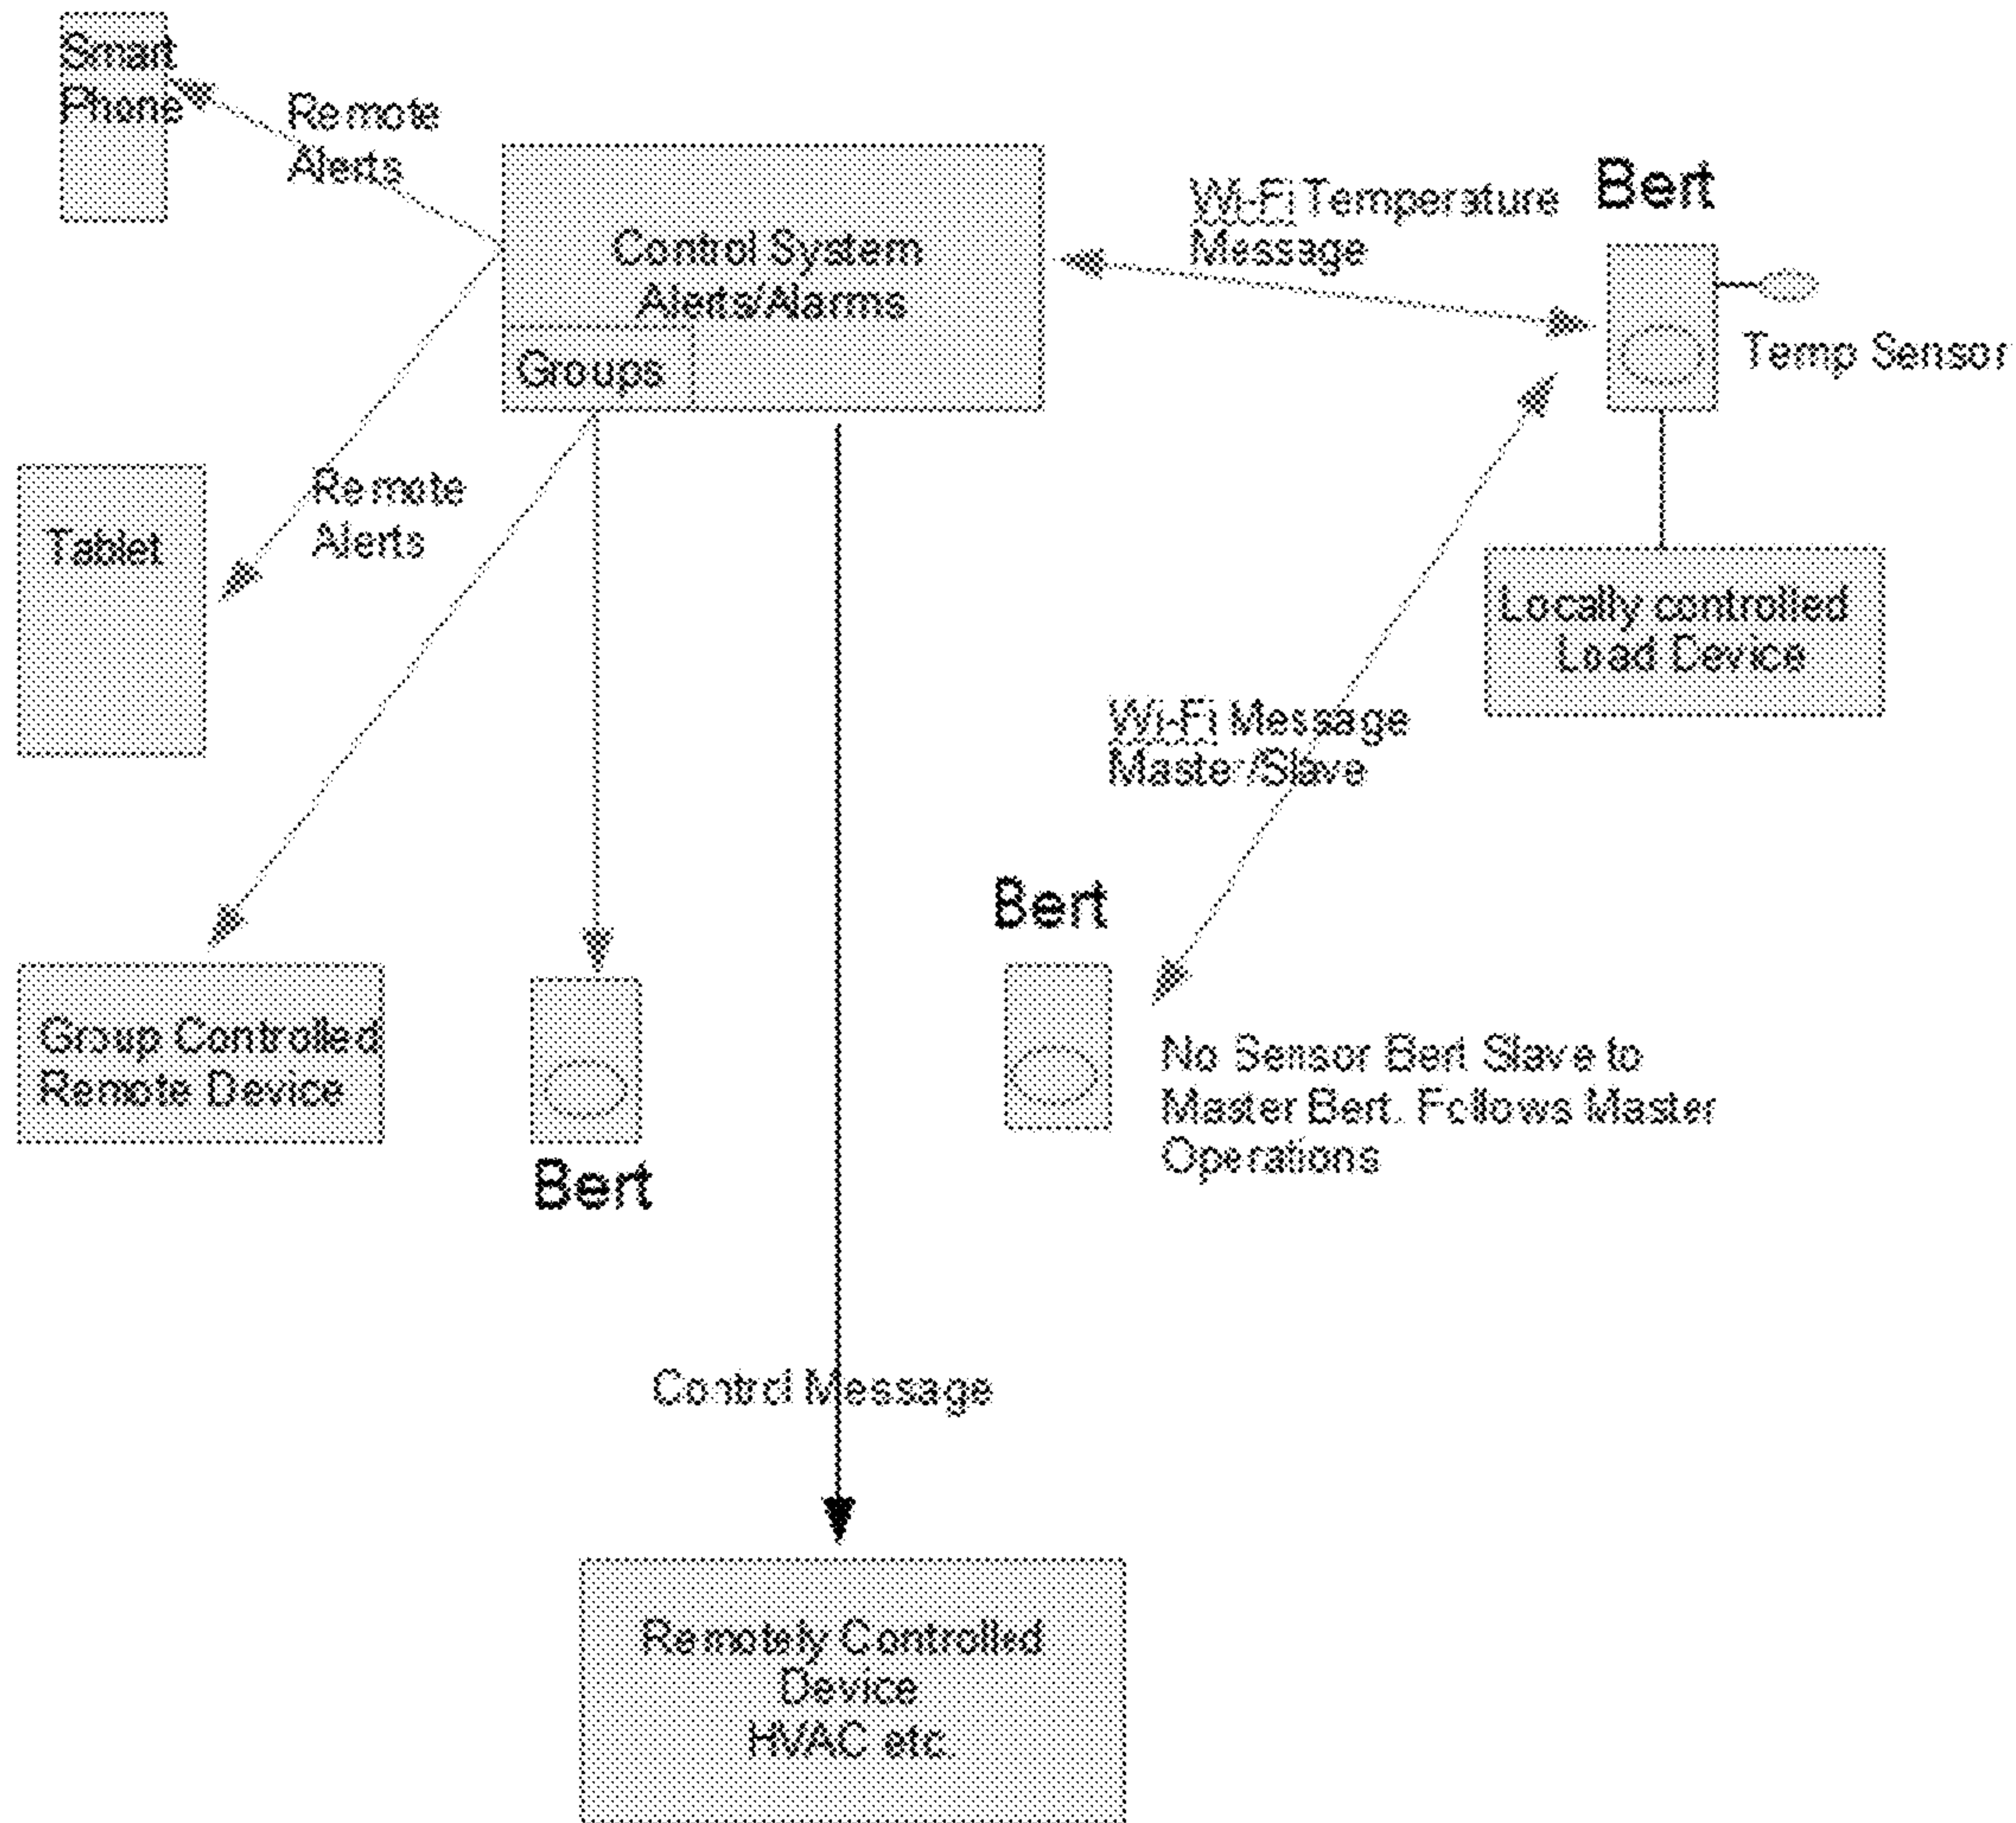 Smart
Phone
Remote
Alerts
Control System
Alerts/Alarms
Groups
Wi-Fi Temperature
Message
Bert
Temp Sensor
Tablet
Remote
Alerts
Locally controlled
Load Device
Wi-Fi Message
Master/Slave
Bert
Group Controlled
Remote Device
Bert
No Sensor Bert Slave to
Master Bert. Follows Master
Operations
Control Message
Remotely Controlled
Device
HVAC etc.